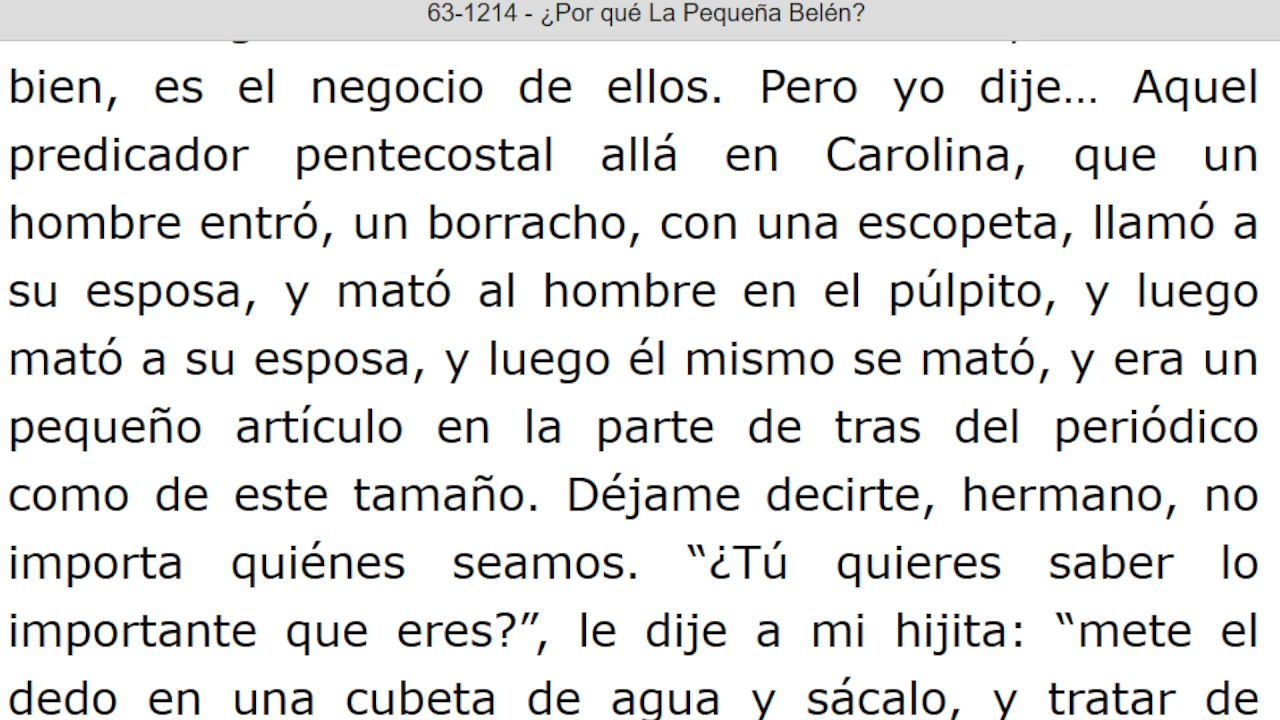 63-1214 - ¿Por qué La Pequeña Belén?
bien, es el negocio de ellos. Pero yo dije... Aquel
predicador pentecostal allá en Carolina, que un
hombre entró, un borracho, con una escopeta, llamó a
su esposa, y mató al hombre en el púlpito, y luego
mató a su esposa, y luego él mismo se mató, y era un
pequeño artículo en la parte de tras del periódico
como de este tamaño. Déjame decirte, hermano, no
importa quiénes seamos. “¿Tú quieres saber lo
importante que eres?”, le dije a mi hijita: “mete el
dedo en una cubeta de agua y sácalo, y tratar de